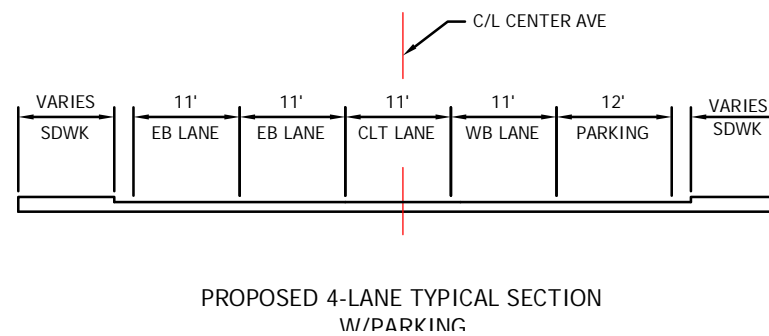 C/L CENTER AVE
VARIES 11' 11' 11' 11' 12' VARIES
SDWK EB LANE EB LANE CLT LANE WB LANE PARKING SDWK
PROPOSED 4-LANE TYPICAL SECTION
W/PARKING